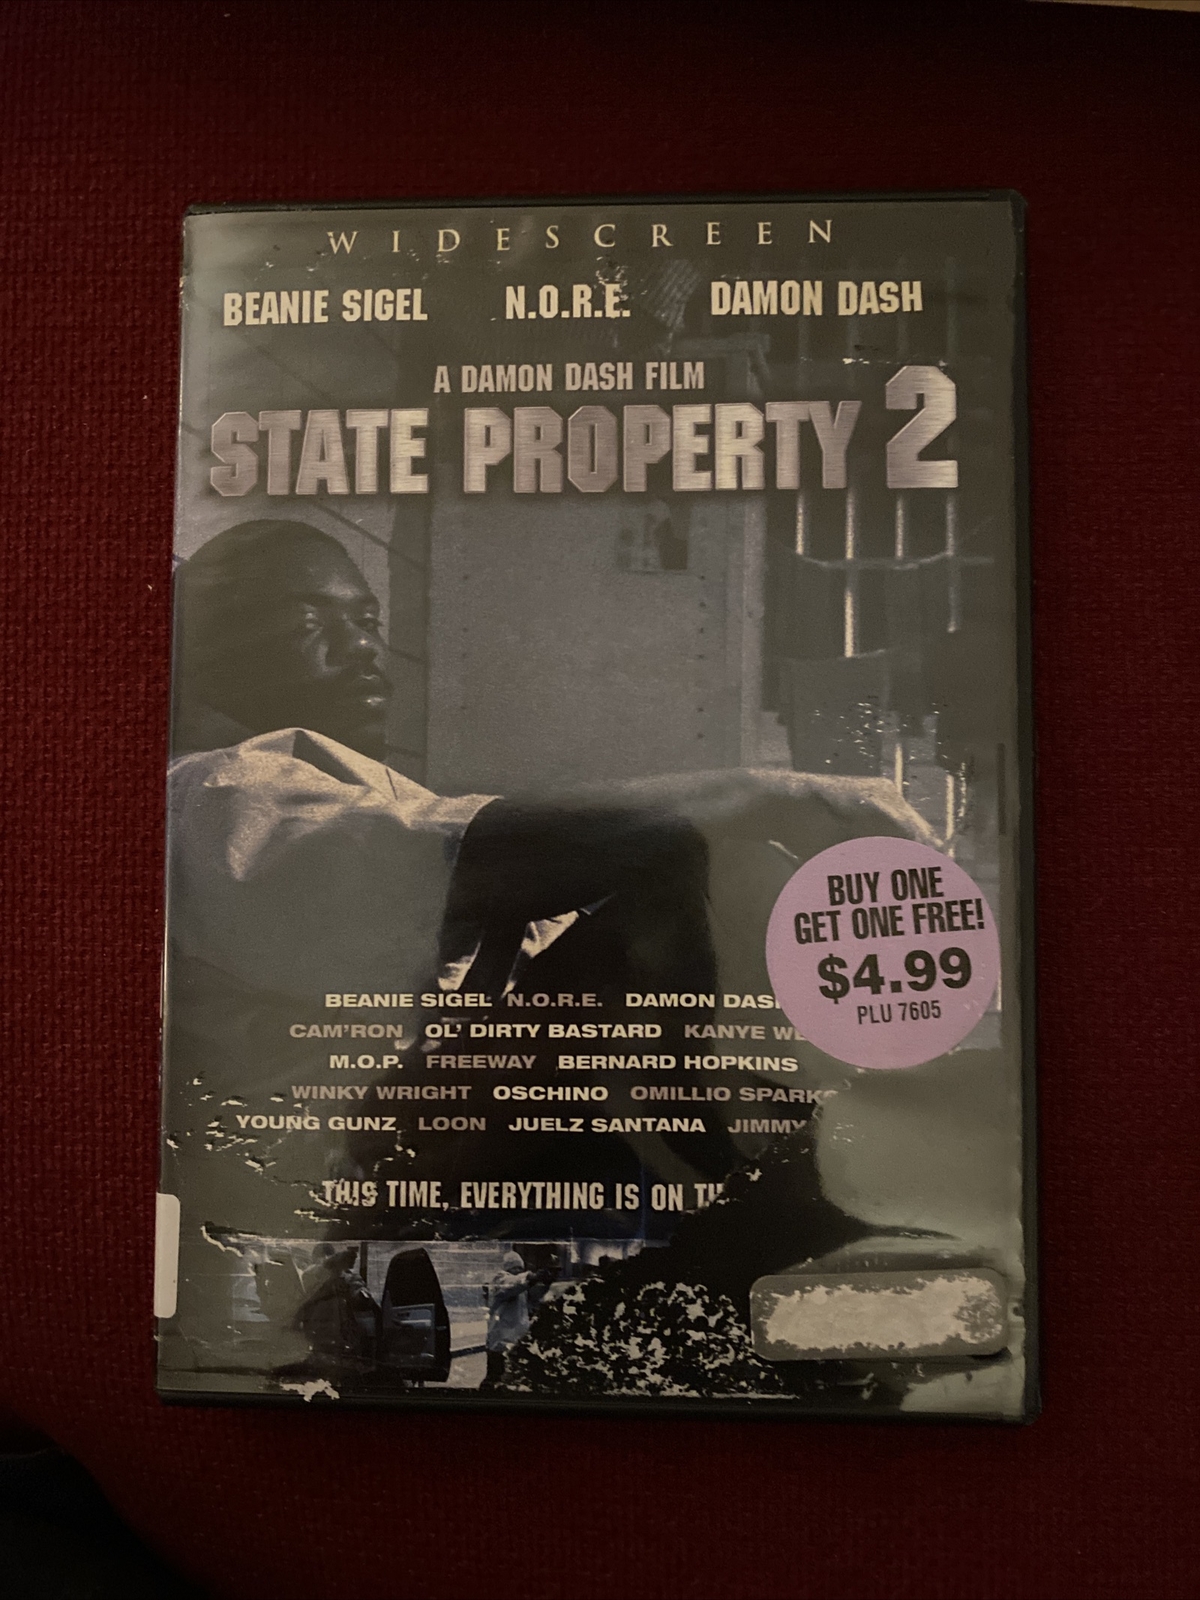 WIDESCREEN
BEANIE SIGEL N.O.R.E. DAMON DASH
A DAMON DASH FILM
STATE PROPERTY 2
BUY ONE
GET ONE FREE!
$4.99
PLU 7605
BEANIE SIGEL N.O.R.E. DAMON
CAM'RON OL' DIRTY BASTARD KANYE
M.O.P. FREEWAY BERNARD HOPKINS
WINKY WRIGHT OSCHINO OMILLIO
YOUNG GUNZ LOON JUELZ SANTANA JIMMY
THIS TIME, EVERYTHING IS ON